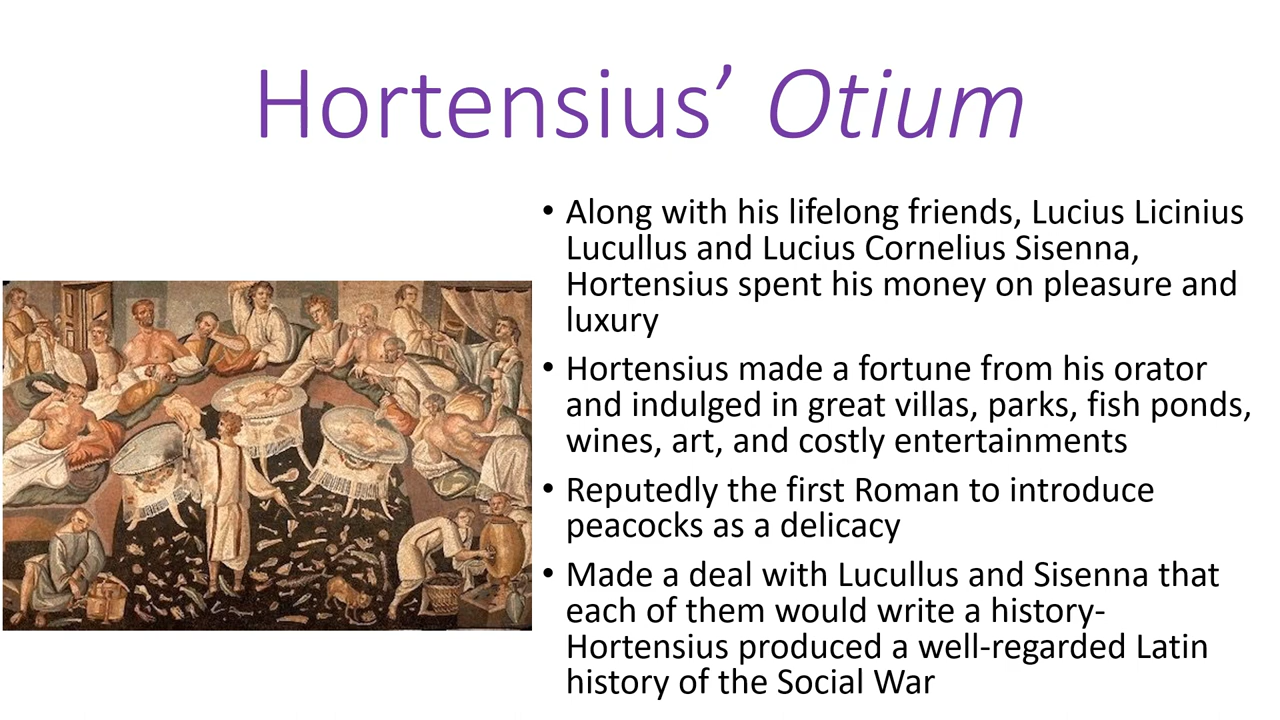 Hortensius’ Otium
• Along with his lifelong friends, Lucius Licinius
Lucullus and Lucius Cornelius Sisenna,
Hortensius spent his money on pleasure and
luxury
• Hortensius made a fortune from his orator
and indulged in great villas, parks, fish ponds,
wines, art, and costly entertainments
• Reputedly the first Roman to introduce
peacocks as a delicacy
• Made a deal with Lucullus and Sisenna that
each of them would write a history-
Hortensius produced a well-regarded Latin
history of the Social War